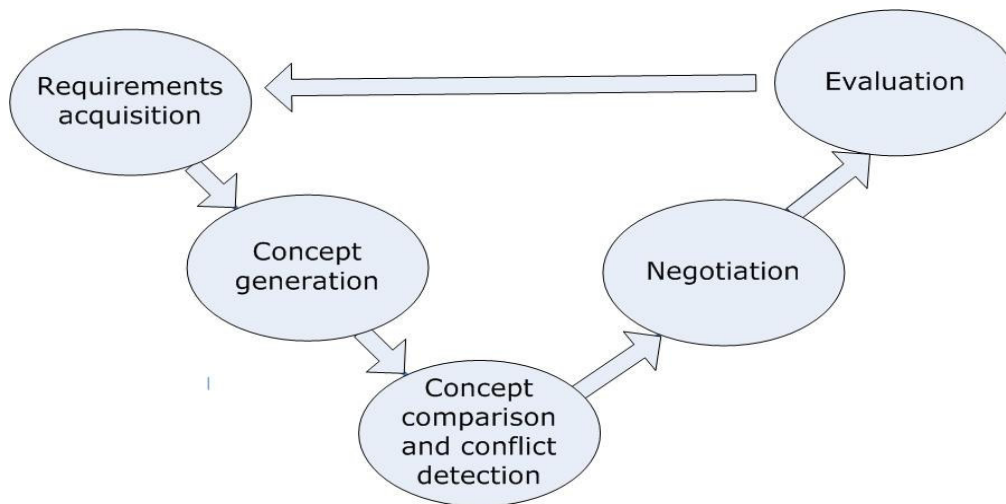 Requirements
acquisition
Evaluation
Concept
generation
Negotiation
Concept
comparison
and conflict
detection